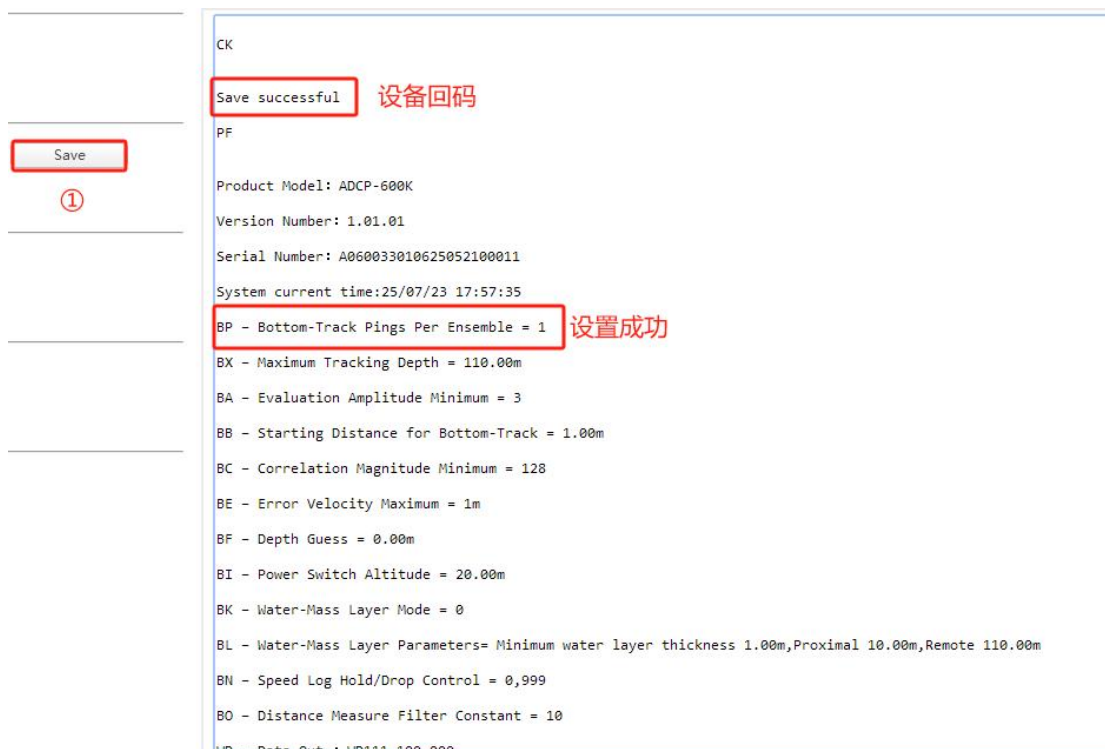 CK
Save successful 设备回码
PF
Save
①
Product Model: ADCP-600K
Version Number: 1.01.01
Serial Number: A060033010625052100011
System current time:25/07/23 17:57:35
BP – Bottom-Track Pings Per Ensemble = 1 设置成功
BX – Maximum Tracking Depth = 110.00m
BA – Evaluation Amplitude Minimum = 3
BB – Starting Distance for Bottom-Track = 1.00m
BC – Correlation Magnitude Minimum = 128
BE – Error Velocity Maximum = 1m
BF – Depth Guess = 0.00m
BI – Power Switch Altitude = 20.00m
BK – Water-Mass Layer Mode = 0
BL – Water-Mass Layer Parameters= Minimum water layer thickness 1.00m,Proximal 10.00m,Remote 110.00m
BN – Speed Log Hold/Drop Control = 0,999
BO – Distance Measure Filter Constant = 10